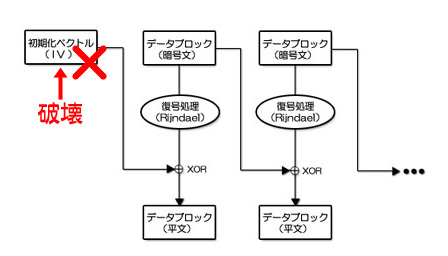 初期化ベクトル
（IV）
破壊
データブロック
（暗号文）
復号処理
（Rijndael）
XOR
データブロック
（平文）
データブロック
（暗号文）
復号処理
（Rijndael）
XOR
データブロック
（平文）